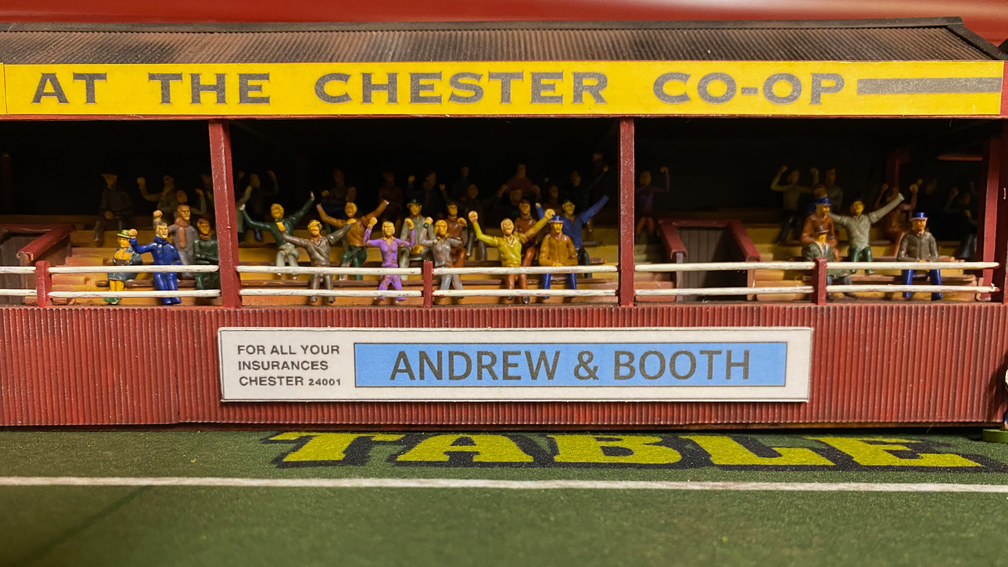 AT THE CHESTER CO-OP
FOR ALL YOUR
INSURANCES
CHESTER 24001
ANDREW & BOOTH
TABLE